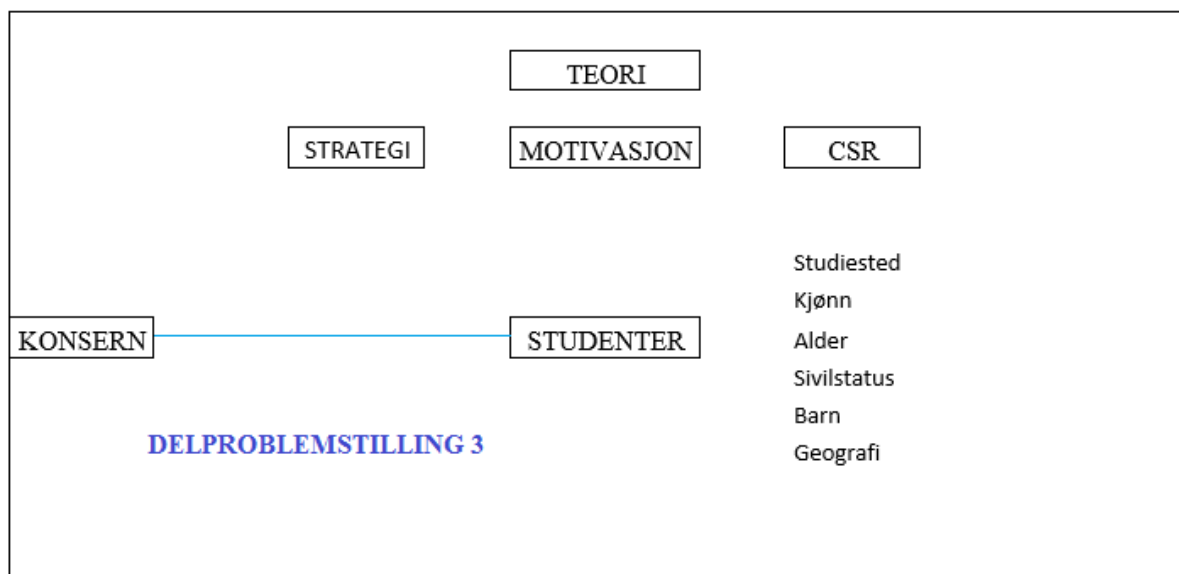 TEORI
STRATEGI
MOTIVASJON
CSR
Studiested
Kjønn
KONSERN
STUDENTER
Alder
Sivilstatus
Barn
DELPROBLEMSTILLING 3
Geografi